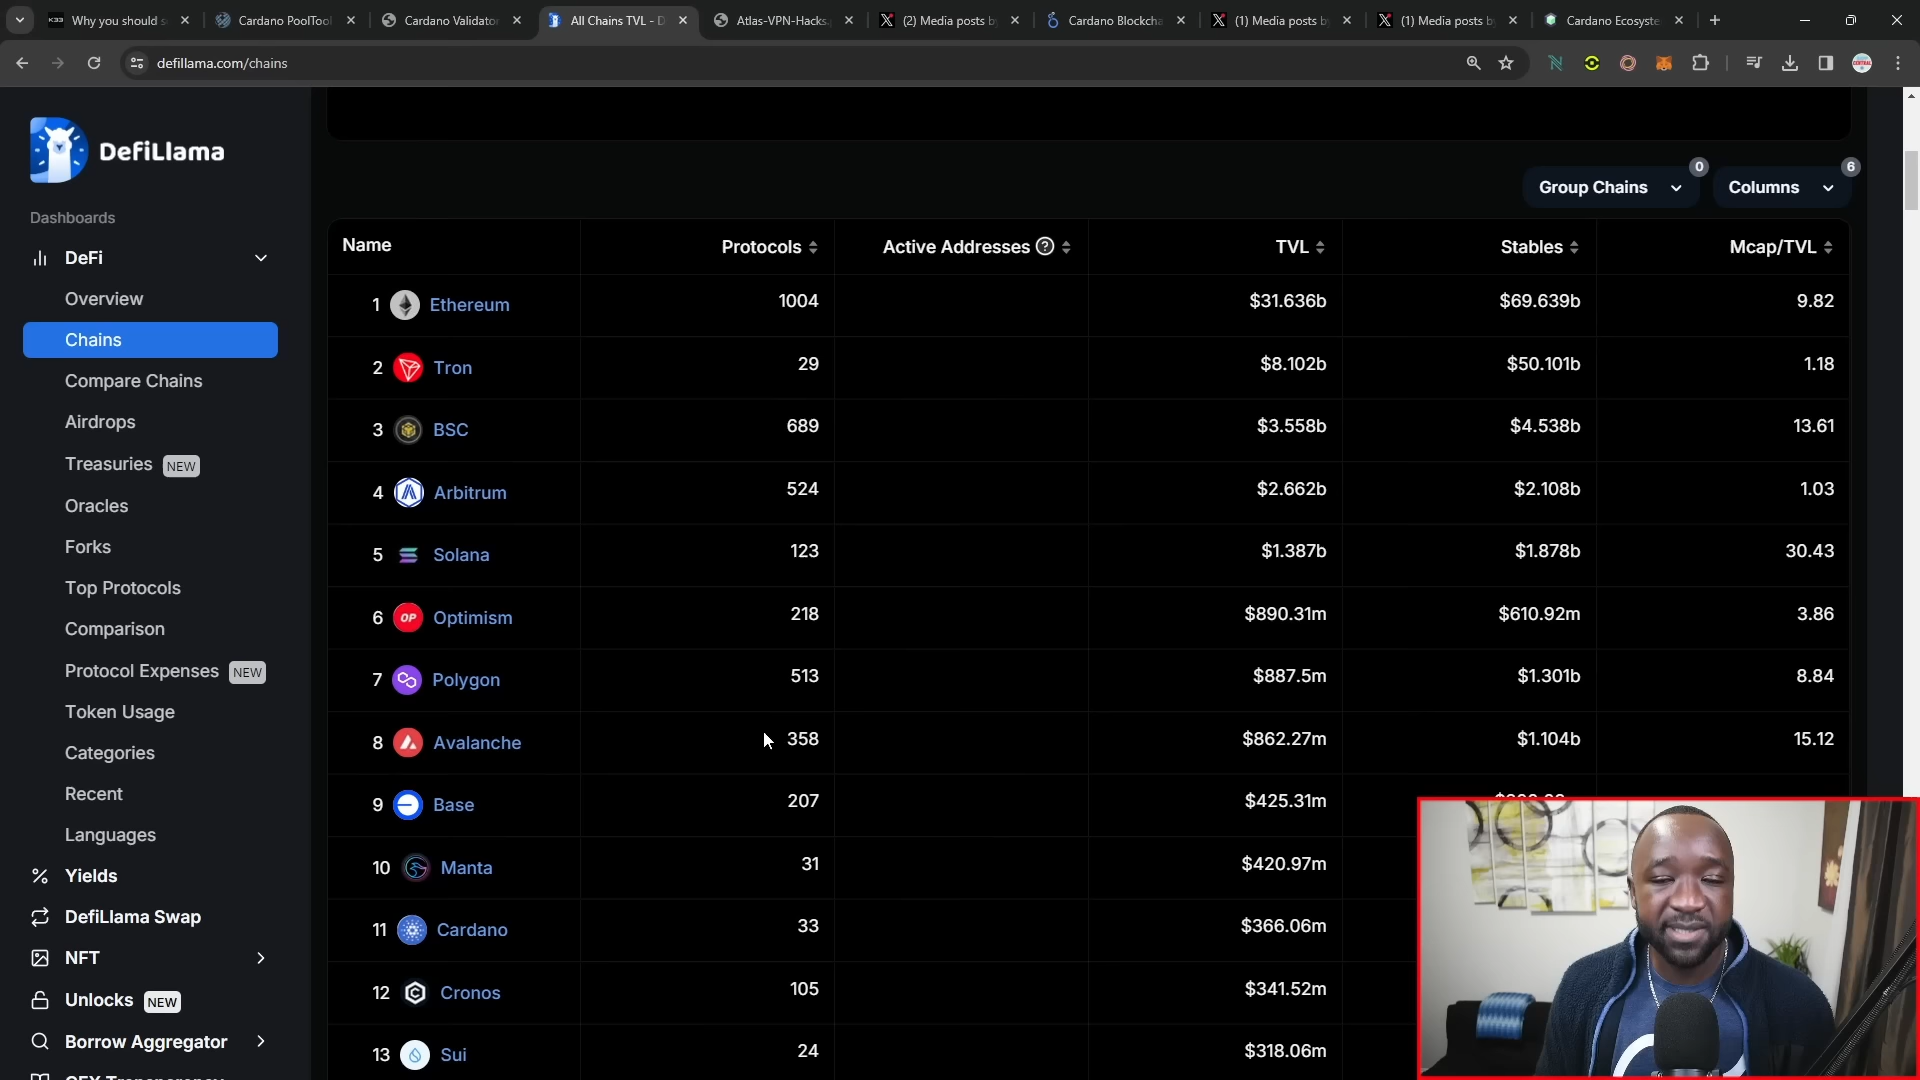 Why you should s
Cardano PoolTool
Cardano Validator
All Chains TVL - D
Atlas-VPN-Hacks.
(2) Media posts by
Cardano Blockcha
(1) Media posts by
(1) Media posts by
Cardano Ecosyste
defillama.com/chains
DefiLlama
Dashboards
DeFi
Overview
Chains
Compare Chains
Airdrops
Treasuries NEW
Oracles
Forks
Top Protocols
Comparison
Protocol Expenses NEW
Token Usage
Categories
Recent
Languages
Yields
DefiLlama Swap
NFT
Unlocks NEW
Borrow Aggregator
Group Chains 0
Columns 6
Name Protocols Active Addresses ? TVL Stables Mcap/TVL
1 Ethereum 1004 $31.636b $69.639b 9.82
2 Tron 29 $8.102b $50.101b 1.18
3 BSC 689 $3.558b $4.538b 13.61
4 Arbitrum 524 $2.662b $2.108b 1.03
5 Solana 123 $1.387b $1.878b 30.43
6 OP Optimism 218 $890.31m $610.92m 3.86
7 Polygon 513 $887.5m $1.301b 8.84
8 Avalanche 358 $862.27m $1.104b 15.12
9 Base 207 $425.31m
10 Manta 31 $420.97m
11 Cardano 33 $366.06m
12 Cronos 105 $341.52m
13 Sui 24 $318.06m